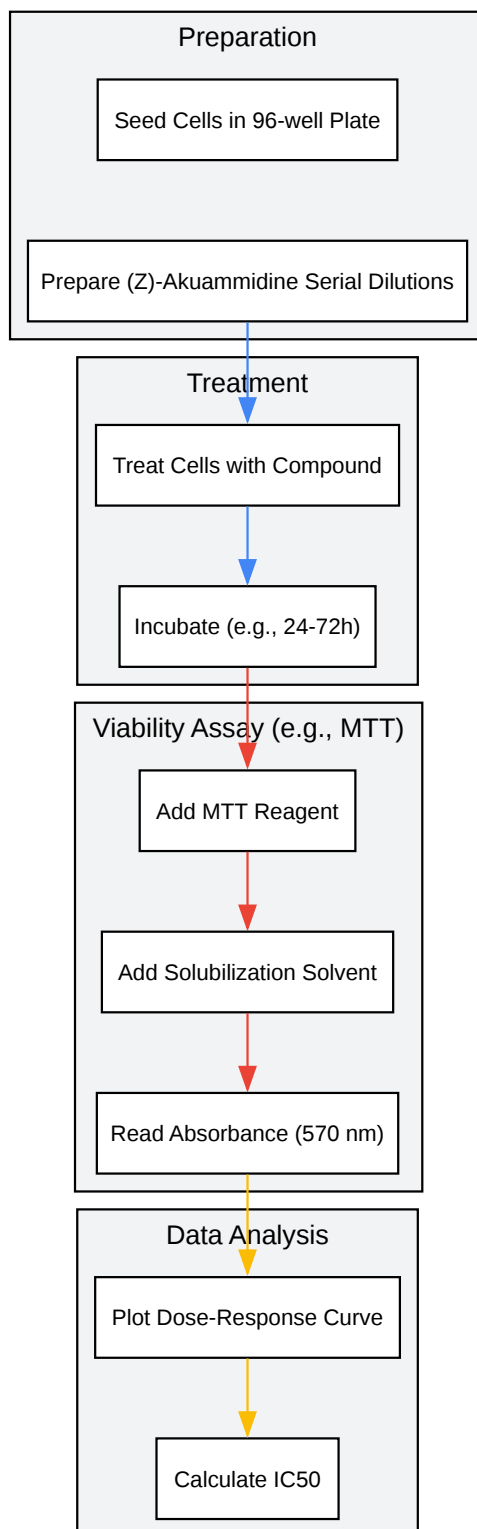 Preparation
Seed Cells in 96-well Plate
Prepare (Z)-Akuammidine Serial Dilutions
Treatment
Treat Cells with Compound
Incubate (e.g., 24-72h)
Viability Assay (e.g., MTT)
Add MTT Reagent
Add Solubilization Solvent
Read Absorbance (570 nm)
Data Analysis
Plot Dose-Response Curve
Calculate IC50